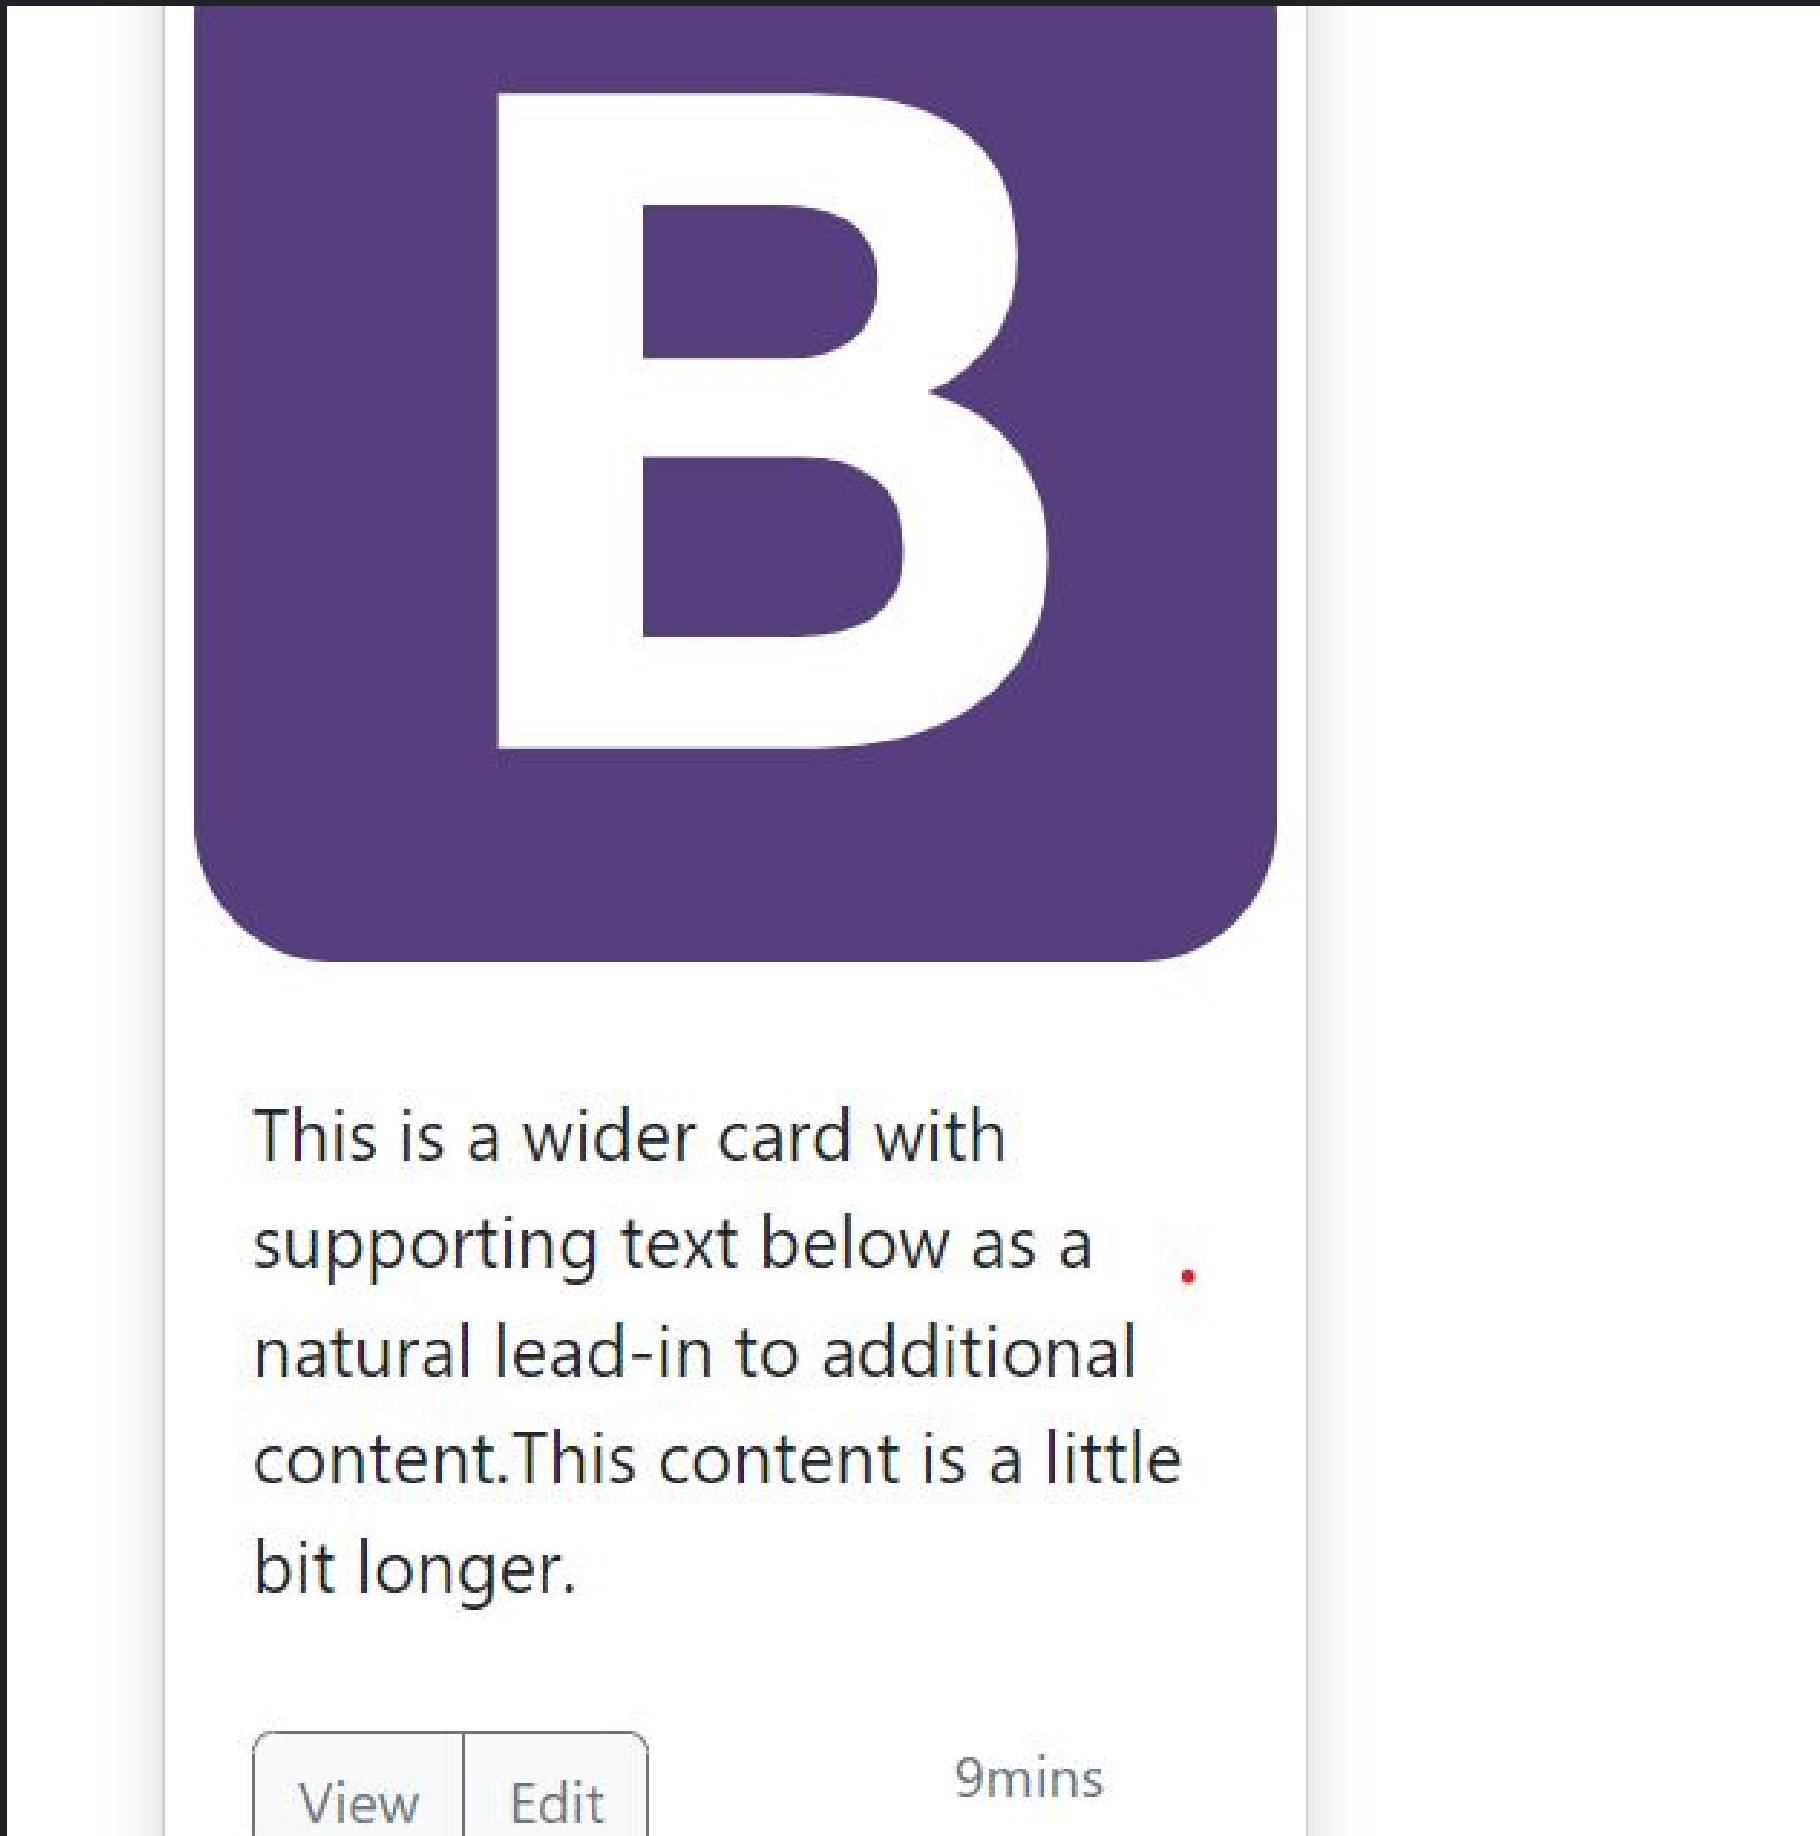 B
This is a wider card with
supporting text below as a
natural lead-in to additional
content.This content is a little
bit longer.
View Edit 9mins